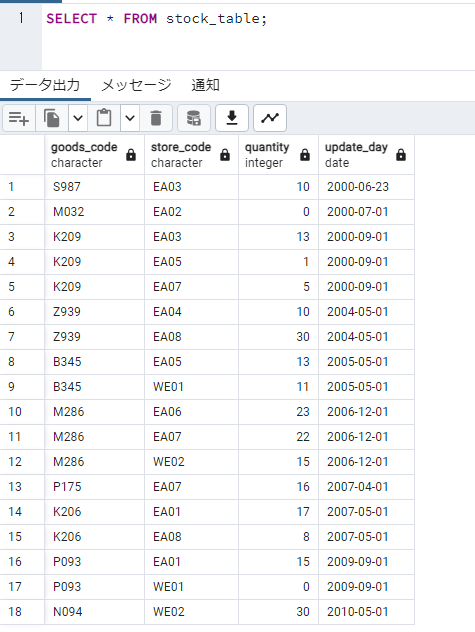 1 SELECT * FROM stock_table;
データ出力 メッセージ 通知
goods_code store_code quantity update_day
character character integer date
1 S987 EA03 10 2000-06-23
2 M032 EA02 0 2000-07-01
3 K209 EA03 13 2000-09-01
4 K209 EA05 1 2000-09-01
5 K209 EA07 5 2000-09-01
6 Z939 EA04 10 2004-05-01
7 Z939 EA08 30 2004-05-01
8 B345 EA05 13 2005-05-01
9 B345 WE01 11 2005-05-01
10 M286 EA06 23 2006-12-01
11 M286 EA07 22 2006-12-01
12 M286 WE02 15 2006-12-01
13 P175 EA07 16 2007-04-01
14 K206 EA01 17 2007-05-01
15 K206 EA08 8 2007-05-01
16 P093 EA01 15 2009-09-01
17 P093 WE01 0 2009-09-01
18 N094 WE02 30 2010-05-01